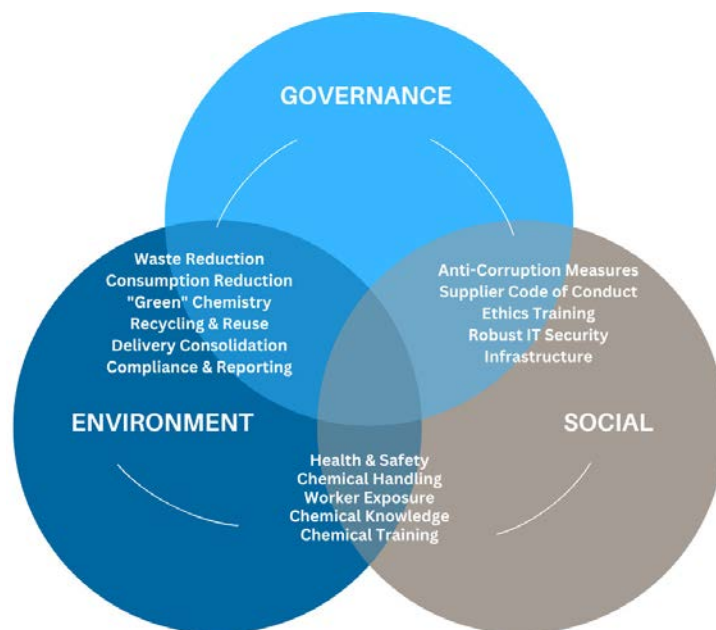 GOVERNANCE
Waste Reduction
Consumption Reduction
"Green" Chemistry
Recycling & Reuse
Delivery Consolidation
Compliance & Reporting
Anti-Corruption Measures
Supplier Code of Conduct
Ethics Training
Robust IT Security
Infrastructure
ENVIRONMENT
SOCIAL
Health & Safety
Chemical Handling
Worker Exposure
Chemical Knowledge
Chemical Training